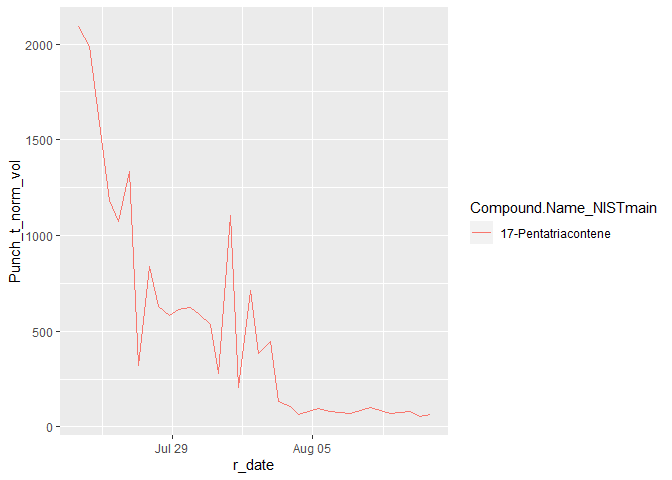 2000
1500
1000
500
0
Punch_t_norm_vol
Jul 29
Aug 05
r_date
Compound.Name_NISTmain
17-Pentatriacontene